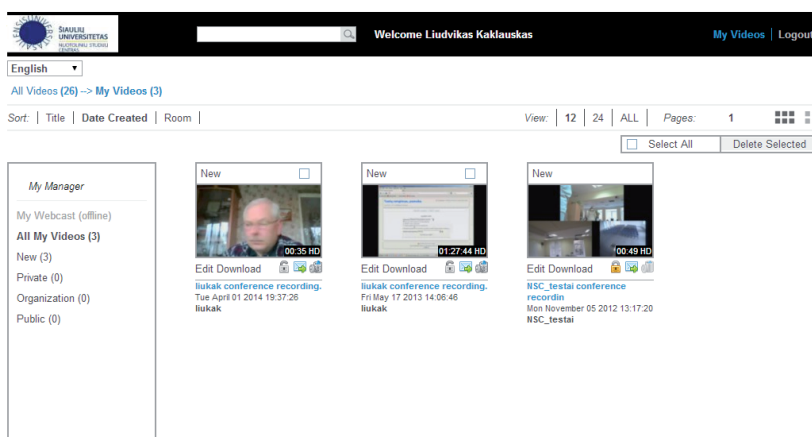 ŠIAULIŲ
UNIVERSITETAS
NUOTOLINIŲ STUDIJŲ
CENTRAS
Welcome Liudvikas Kaklauskas
My Videos | Logout
English ▼
All Videos (26) --> My Videos (3)
Sort: | Title | Date Created | Room |
View: | 12 | 24 | ALL | Pages: 1
Select All
Delete Selected
My Manager
My Webcast (offline)
All My Videos (3)
New (3)
Private (0)
Organization (0)
Public (0)
New
00:35 HD
Edit Download
liukak conference recording.
Tue April 01 2014 19:37:26
liukak
New
01:27:44 HD
Edit Download
liukak conference recording.
Fri May 17 2013 14:06:46
liukak
New
00:49 HD
Edit Download
NSC_testai conference
recordin
Mon November 05 2012 13:17:20
NSC_testai